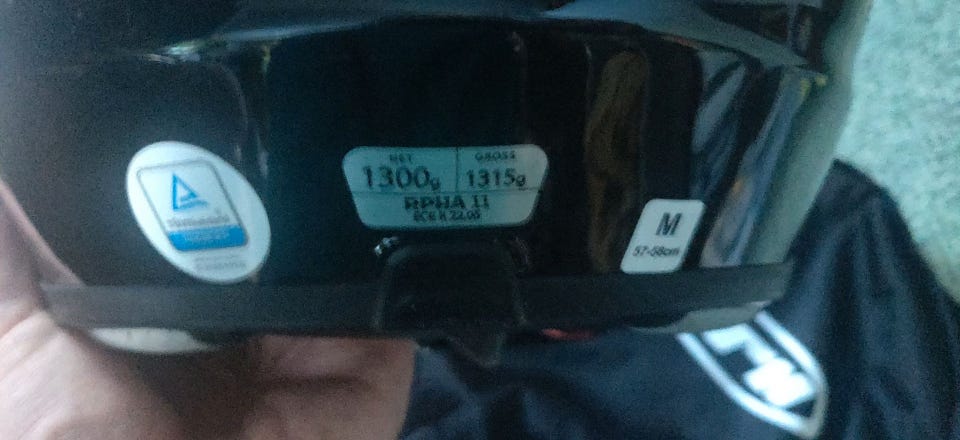 NET
GROSS
1300g
1315g
RPHA 11
ECE R 22.05
M
57-58cm